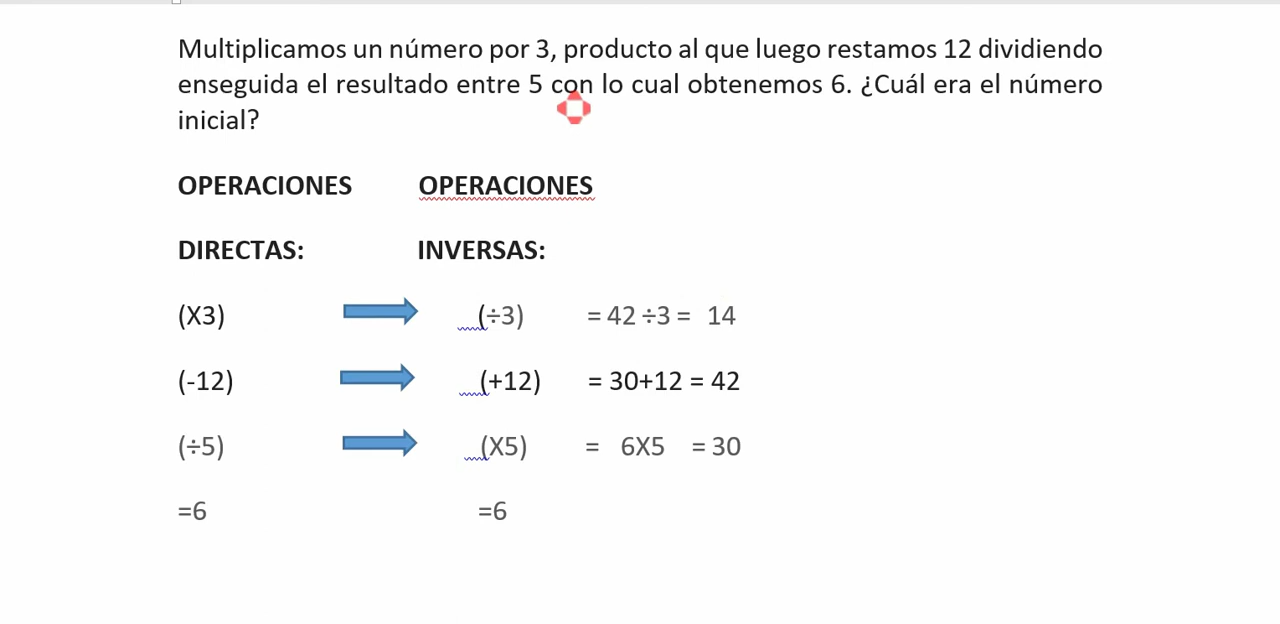 Multiplicamos un número por 3, producto al que luego restamos 12 dividiendo
enseguida el resultado entre 5 con lo cual obtenemos 6. ¿Cuál era el número
inicial?
OPERACIONES OPERACIONES
DIRECTAS: INVERSAS:
(X3) (÷3) = 42 ÷3 = 14
(-12) (+12) = 30+12 = 42
(÷5) (X5) = 6X5 = 30
=6 =6